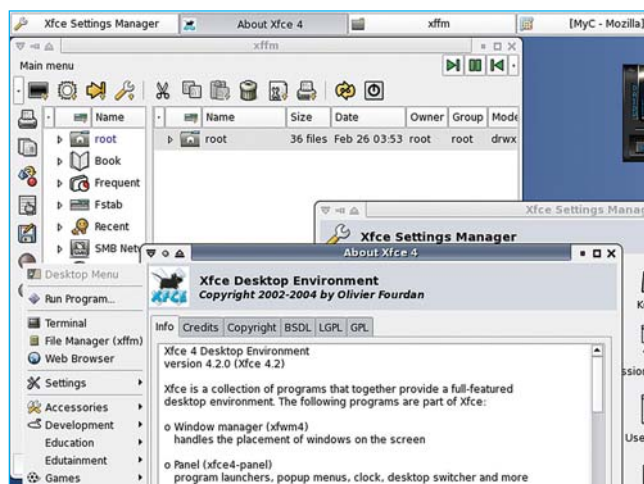 Xfce Settings Manager
About Xfce 4
xffm
[MyC - Mozilla]
xffm
Main menu
Name
Name Size Date Owner Group Mode
root
root 36 files Feb 26 03:53 root root drwx
Book
Frequent
Fstab
Recent
SMB Netw
Xfce Settings Manag
Xfce Settings Manager
About Xfce 4
Desktop Menu
Run Program...
Terminal
File Manager (xffm)
Web Browser
Settings
Accessories
Development
Education
Edutainment
Games
Xfce Desktop Environment
Copyright 2002-2004 by Olivier Fourdan
XFCE
Info Credits Copyright BSDL LGPL GPL
Xfce 4 Desktop Environment
version 4.2.0 (Xfce 4.2)
Xfce is a collection of programs that together provide a full-featured
desktop environment. The following programs are part of Xfce:
o Window manager (xfwm4)
handles the placement of windows on the screen
o Panel (xfce4-panel)
program launchers, popup menus, clock, desktop switcher and more
ssion
Use